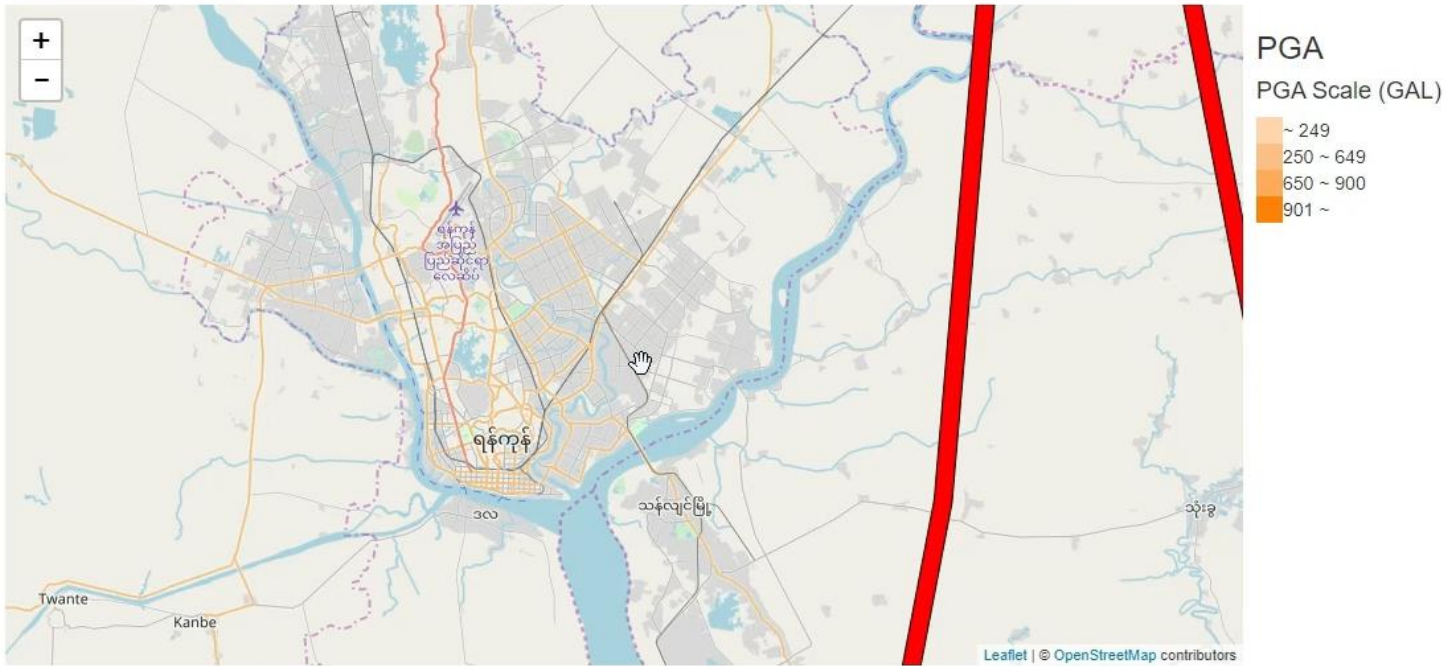 +
−
PGA
PGA Scale (GAL)
~ 249
250 ~ 649
650 ~ 900
901 ~
ရန်ကုန်
အပြည်
ပြည်ဆိုင်ရာ
လေဆိပ်
ရန်ကုန်
ဒလ
သန်လျင်မြို့
သုံးခွ
Twante
Kanbe
Leaflet | © OpenStreetMap contributors